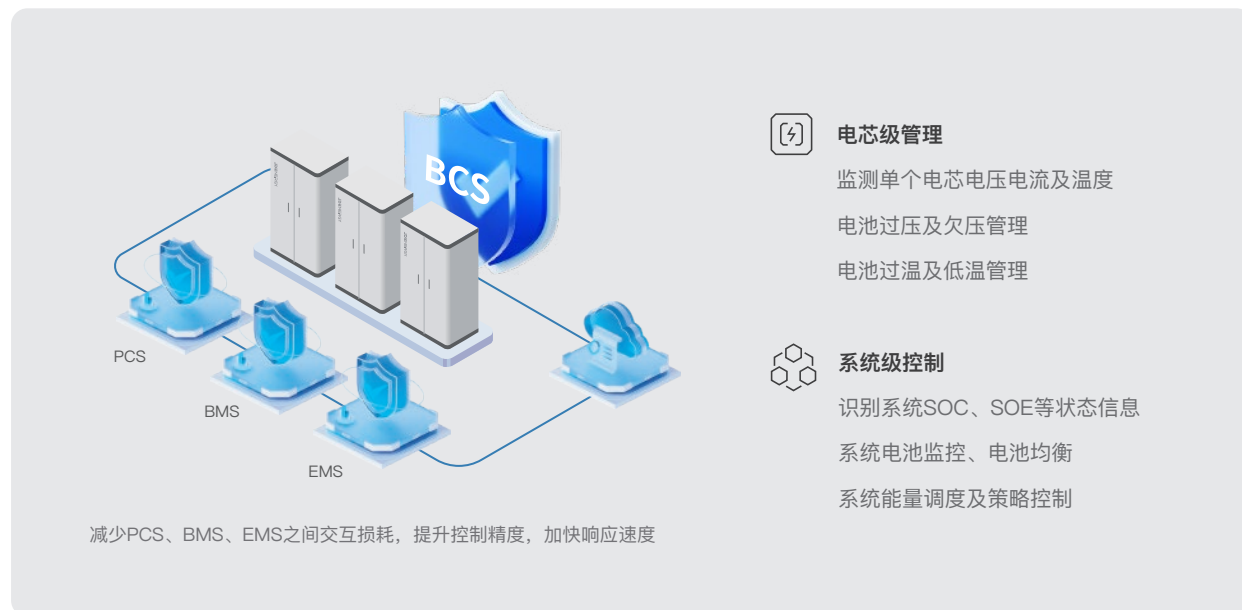 BCS
PCS
BMS
EMS
减少PCS、BMS、EMS之间交互损耗，提升控制精度，加快响应速度
电芯级管理
监测单个电芯电压电流及温度
电池过压及欠压管理
电池过温及低温管理
系统级控制
识别系统SOC、SOE等状态信息
系统电池监控、电池均衡
系统能量调度及策略控制